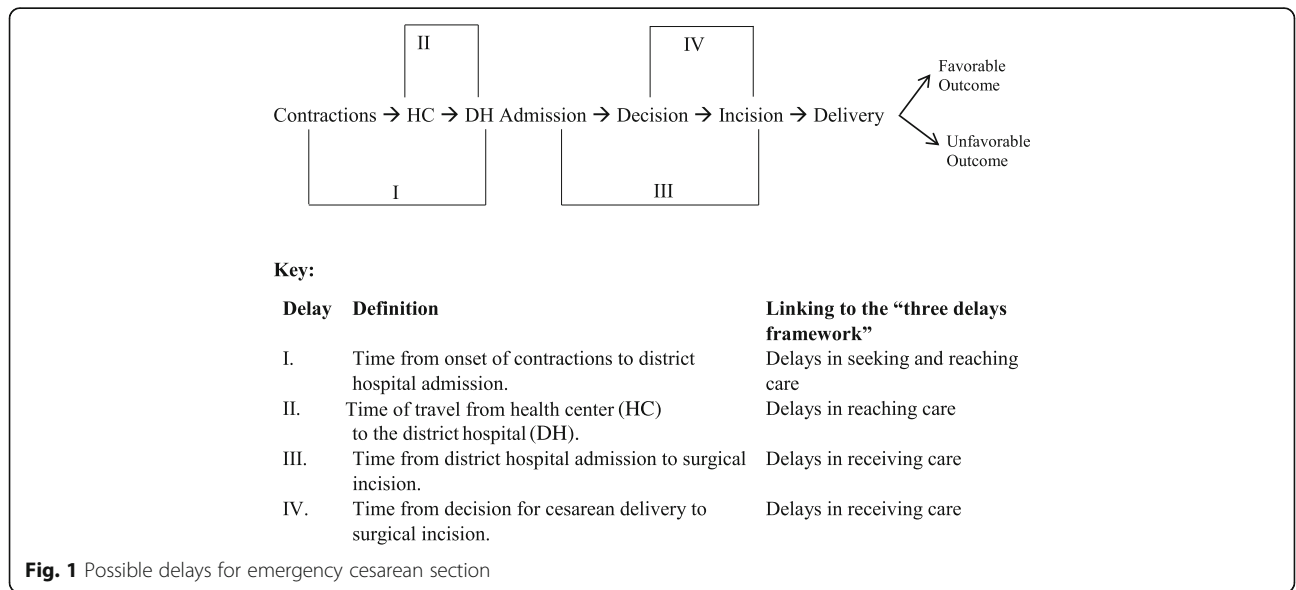 II
IV
Favorable
Outcome
Contractions → HC → DH Admission → Decision → Incision → Delivery
Unfavorable
Outcome
I
III
Key:
Delay Definition Linking to the “three delays
framework”
I. Time from onset of contractions to district Delays in seeking and reaching
hospital admission. care
II. Time of travel from health center (HC) Delays in reaching care
to the district hospital (DH).
III. Time from district hospital admission to surgical Delays in receiving care
incision.
IV. Time from decision for cesarean delivery to Delays in receiving care
surgical incision.
Fig. 1 Possible delays for emergency cesarean section